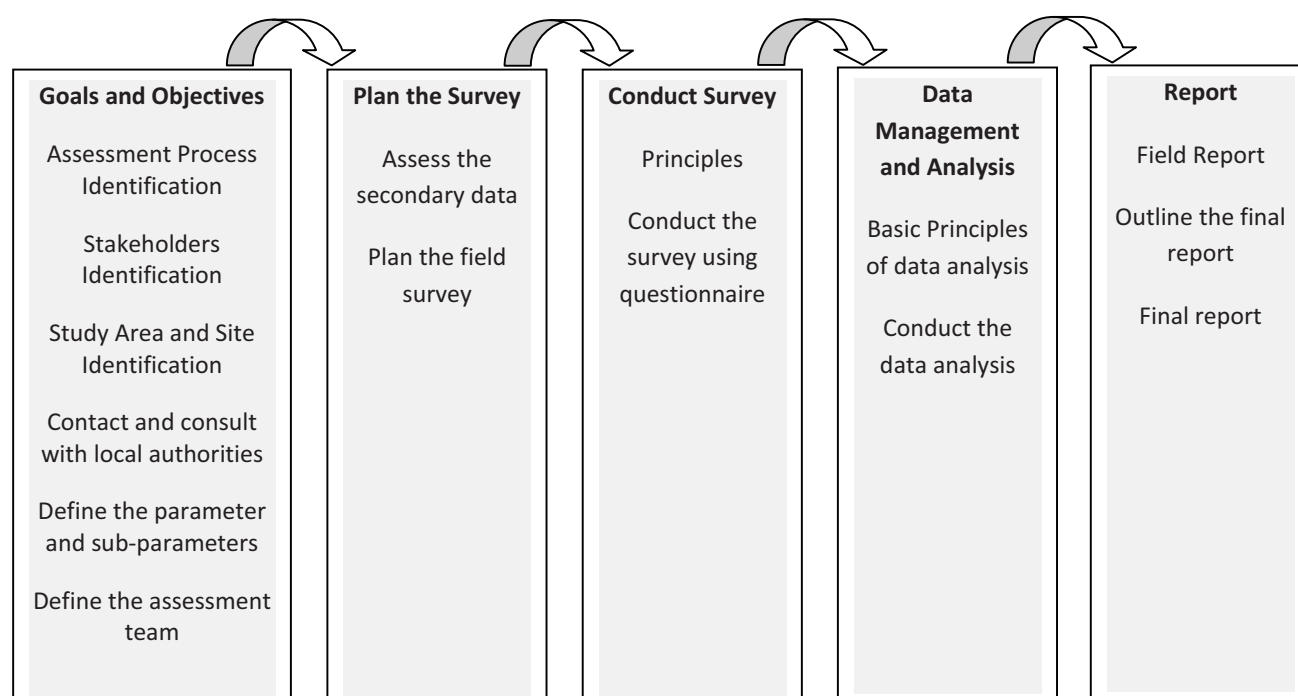 Goals and Objectives
Assessment Process
Identification
Stakeholders
Identification
Study Area and Site
Identification
Contact and consult
with local authorities
Define the parameter
and sub-parameters
Define the assessment
team
Plan the Survey
Assess the
secondary data
Plan the field
survey
Conduct Survey
Principles
Conduct the
survey using
questionnaire
Data
Management
and Analysis
Basic Principles
of data analysis
Conduct the
data analysis
Report
Field Report
Outline the final
report
Final report